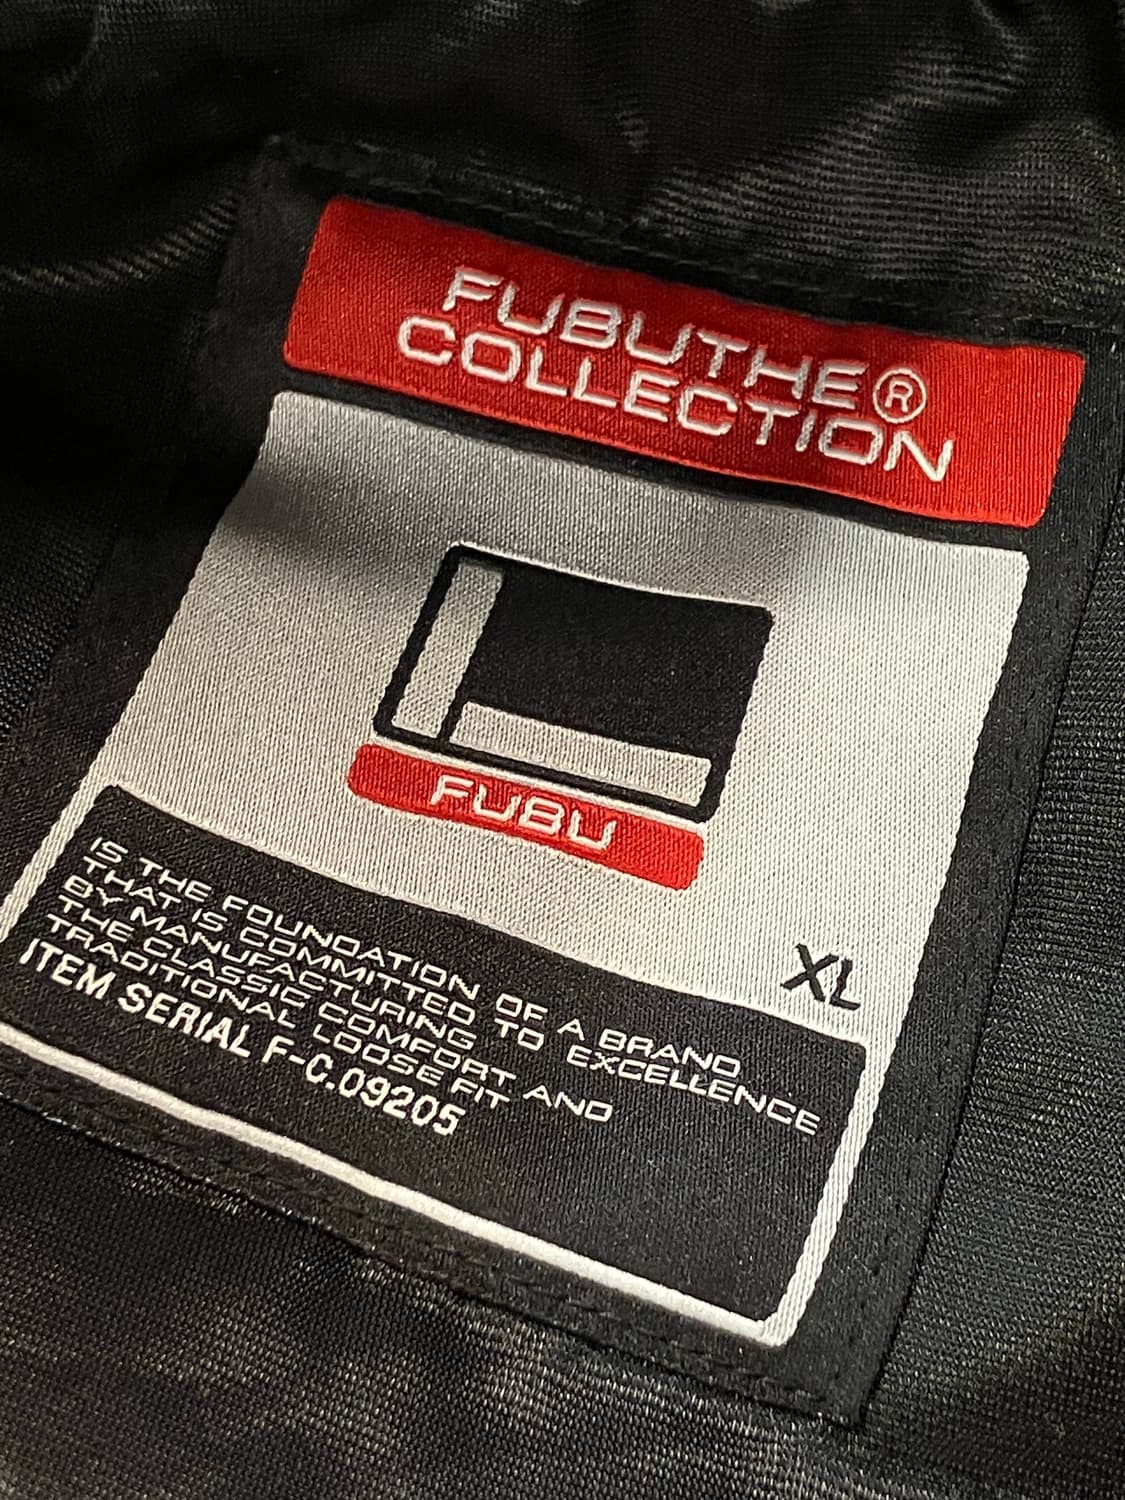 FUBUTHE®
COLLECTION
FUBU
XL
IS THE FOUNDATION OF A BRAND
THAT IS COMMITTED TO EXCELLENCE
BY MANUFACTURING
THE CLASSIC COMFORT AND
TRADITIONAL LOOSE FIT
ITEM SERIAL F-C.09205